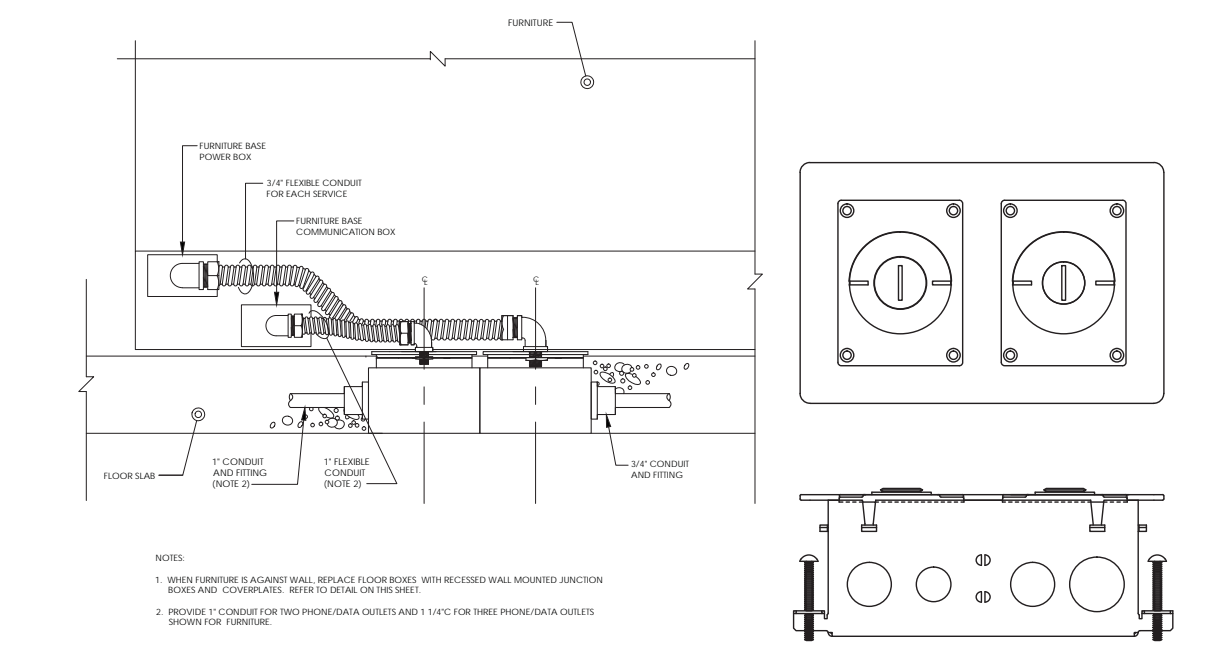 FURNITURE
FURNITURE BASE
POWER BOX
3/4" FLEXIBLE CONDUIT
FOR EACH SERVICE
FURNITURE BASE
COMMUNICATION BOX
℄
℄
FLOOR SLAB
1" CONDUIT
AND FITTING
(NOTE 2)
1" FLEXIBLE
CONDUIT
(NOTE 2)
3/4" CONDUIT
AND FITTING
NOTES:
1. WHEN FURNITURE IS AGAINST WALL, REPLACE FLOOR BOXES WITH RECESSED WALL MOUNTED JUNCTION
BOXES AND COVERPLATES. REFER TO DETAIL ON THIS SHEET.
2. PROVIDE 1" CONDUIT FOR TWO PHONE/DATA OUTLETS AND 1 1/4"C FOR THREE PHONE/DATA OUTLETS
SHOWN FOR FURNITURE.